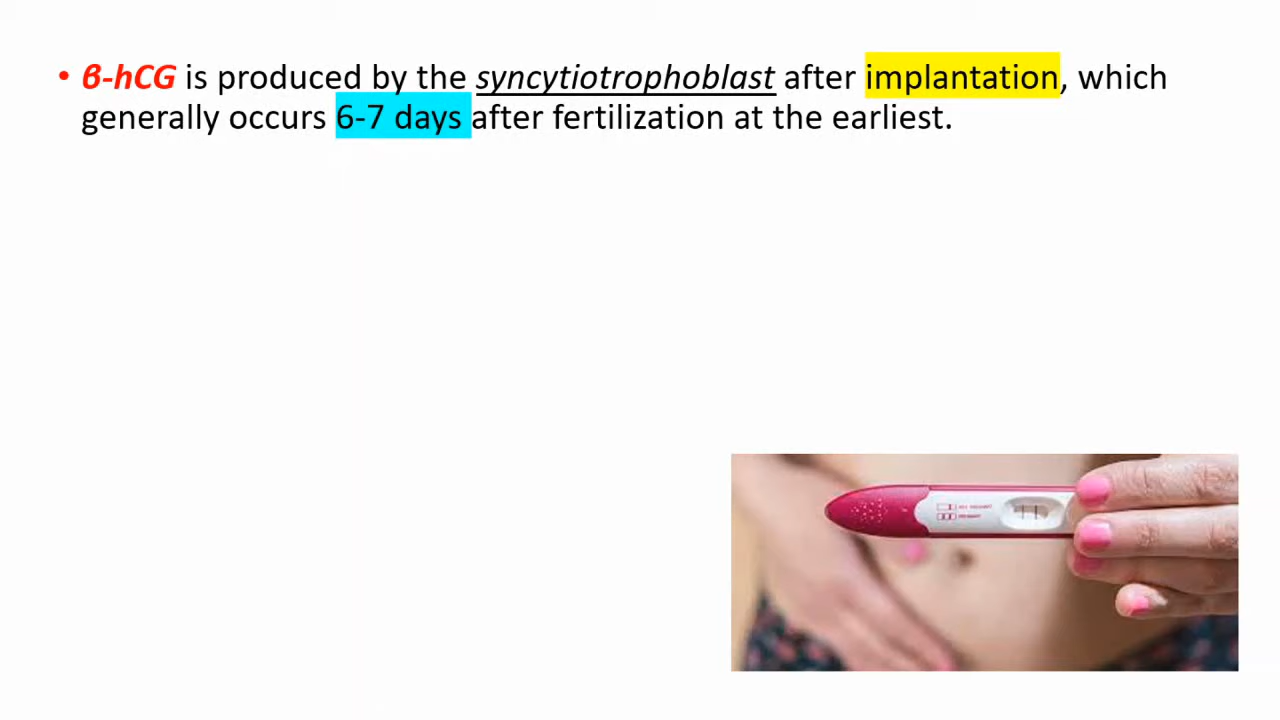 • β-hCG is produced by the syncytiotrophoblast after implantation, which
generally occurs 6-7 days after fertilization at the earliest.